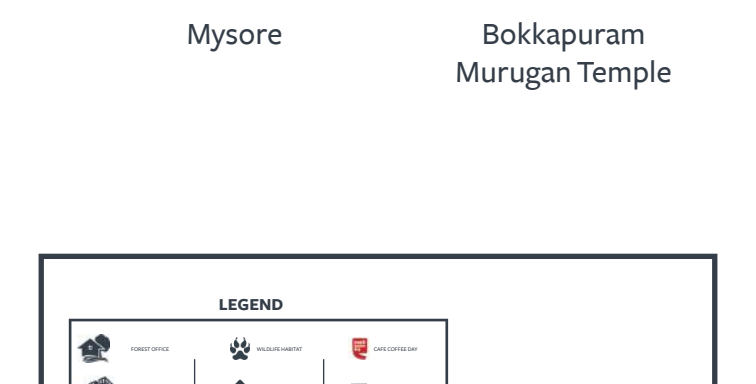 Mysore
Bokkapuram
Murugan Temple
LEGEND
FOREST OFFICE
WILDLIFE HABITAT
CAFE COFFEE DAY